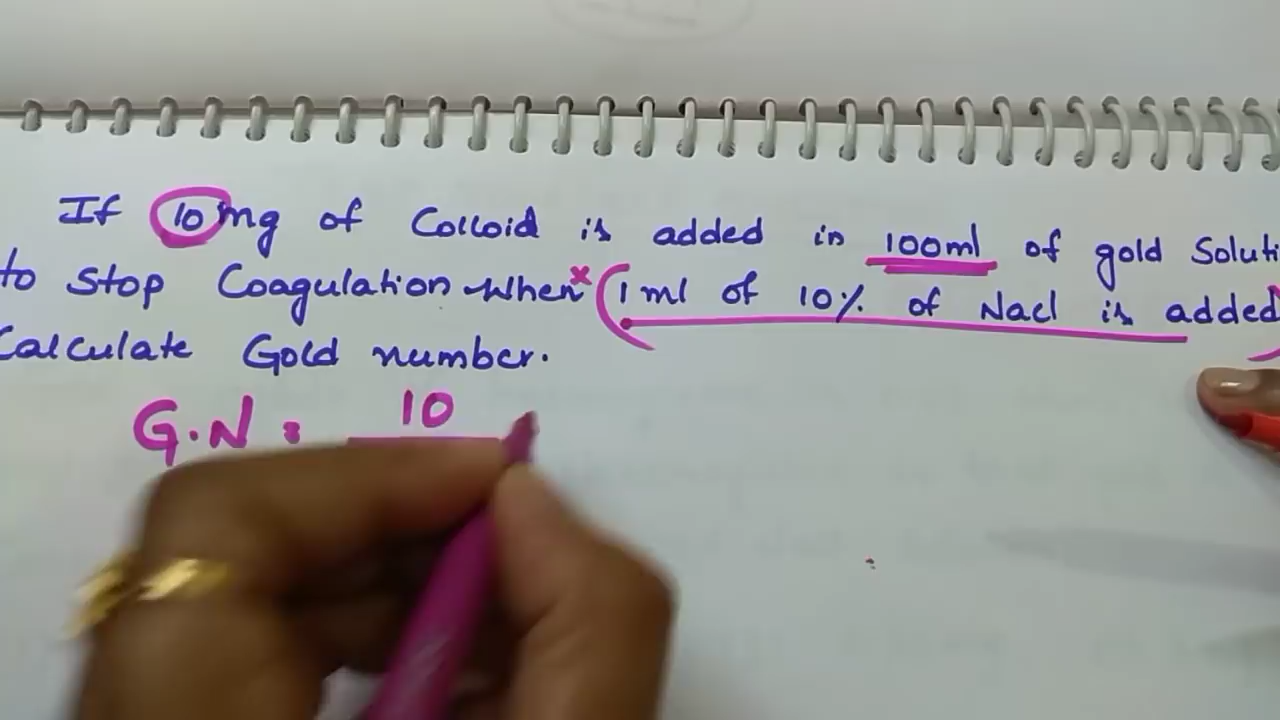 If 10 mg of Colloid is added in 100ml of gold Soluti
to stop Coagulation when (1 ml of 10% of Nacl is added
Calculate Gold number.
G.N = 10